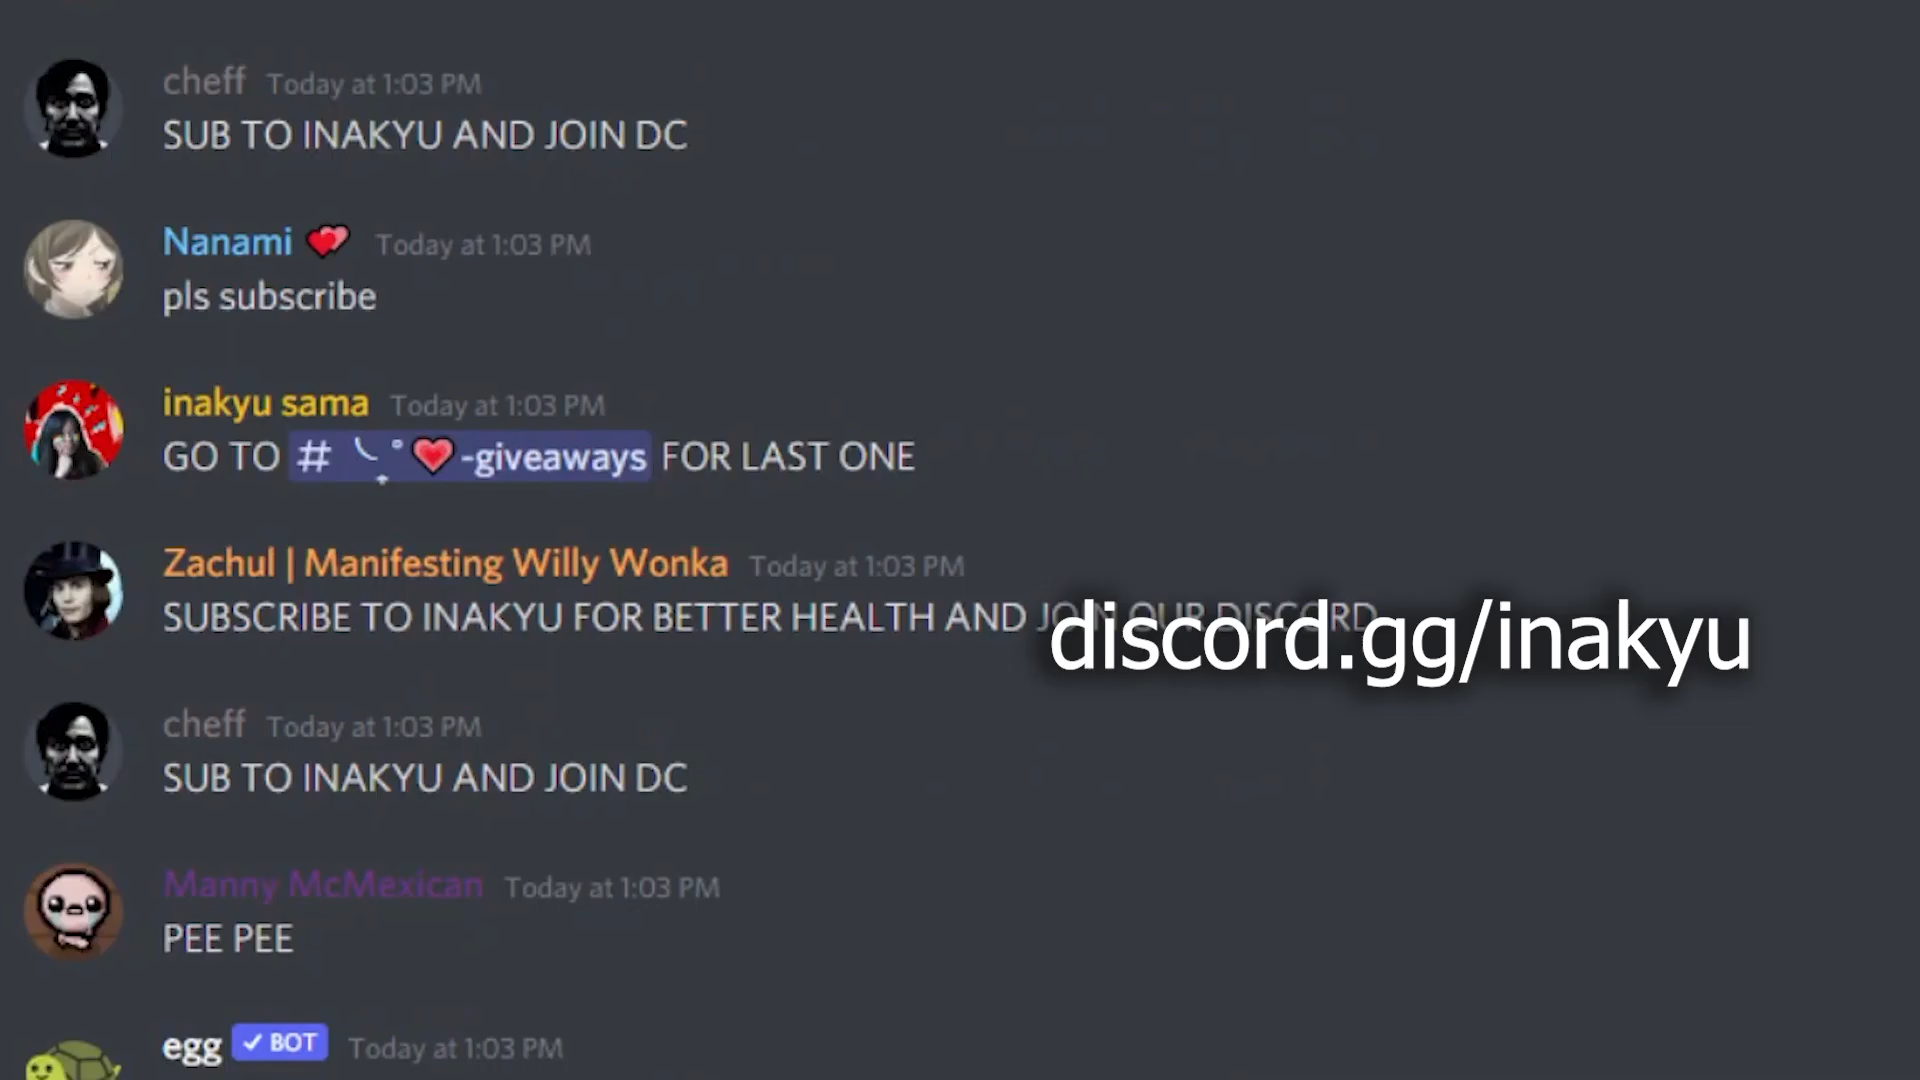 cheff Today at 1:03 PM
SUB TO INAKYU AND JOIN DC
Nanami Today at 1:03 PM
pls subscribe
inakyu sama Today at 1:03 PM
GO TO # ╰₊˚❤️-giveaways FOR LAST ONE
Zachul | Manifesting Willy Wonka Today at 1:03 PM
SUBSCRIBE TO INAKYU FOR BETTER HEALTH AND JOIN OUR DISCORD
discord.gg/inakyu
cheff Today at 1:03 PM
SUB TO INAKYU AND JOIN DC
Manny McMexican Today at 1:03 PM
PEE PEE
egg ✓ BOT Today at 1:03 PM